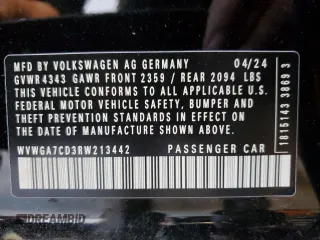 MFD BY VOLKSWAGEN AG GERMANY 04/24
GVWR4343 GAWR FRONT 2359 / REAR 2094 LBS
THIS VEHICLE CONFORMS TO ALL APPLICABLE U.S.
FEDERAL MOTOR VEHICLE SAFETY, BUMPER AND
THEFT PREVENTION STANDARDS IN EFFECT ON THE
DATE OF MANUFACTURE SHOWN ABOVE.
WVWGA7CD3RW213442 PASSENGER CAR
1815143 3869 3
DREAMBID